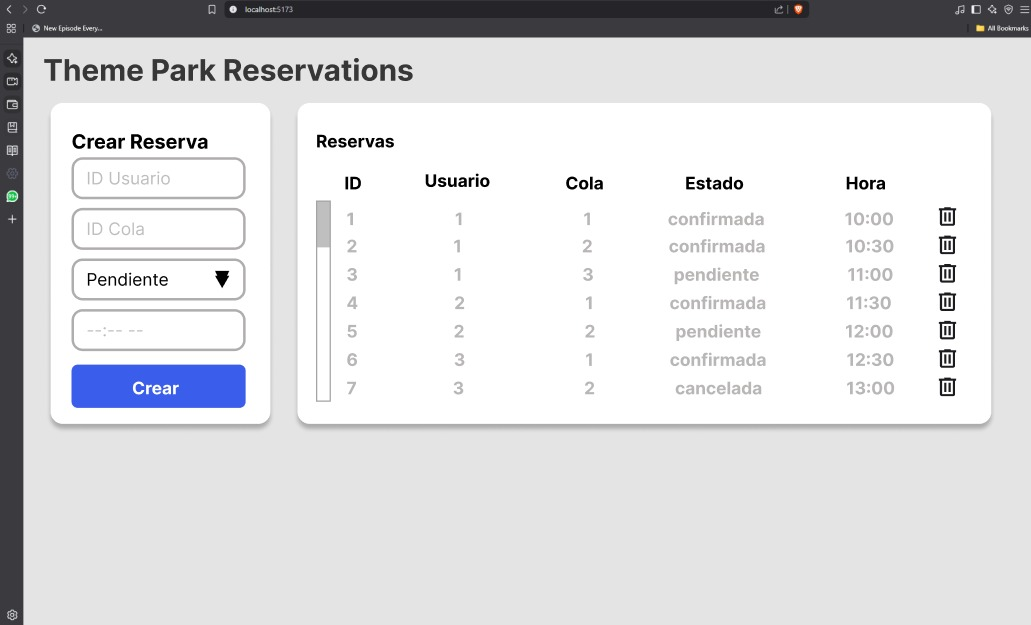 localhost:5173
New Episode Every...
All Bookmarks
Theme Park Reservations
Crear Reserva
ID Usuario
ID Cola
Pendiente
--:-- --
Crear
Reservas
ID Usuario Cola Estado Hora
1 1 1 confirmada 10:00
2 1 2 confirmada 10:30
3 1 3 pendiente 11:00
4 2 1 confirmada 11:30
5 2 2 pendiente 12:00
6 3 1 confirmada 12:30
7 3 2 cancelada 13:00